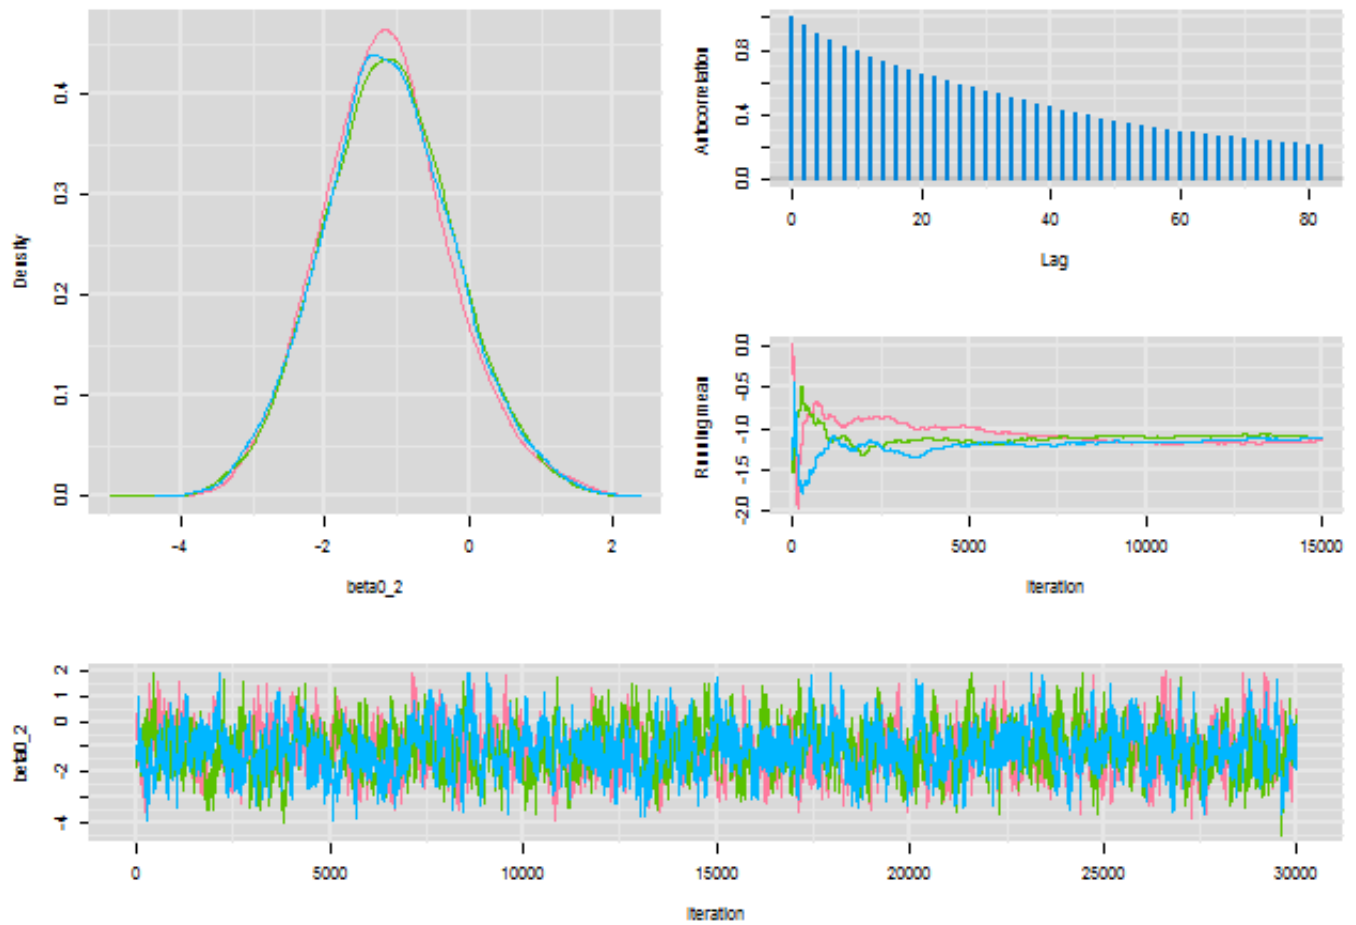 Density
0.0 0.1 0.2 0.3 0.4
-4 -2 0 2
beta0_2
Autocorrelation
0.0 0.4 0.8
0 20 40 60 80
Lag
Running mean
-2.0 -1.5 -1.0 -0.5 0.0
0 5000 10000 15000
Iteration
beta0_2
-4 -2 0 1 2
0 5000 10000 15000 20000 25000 30000
Iteration